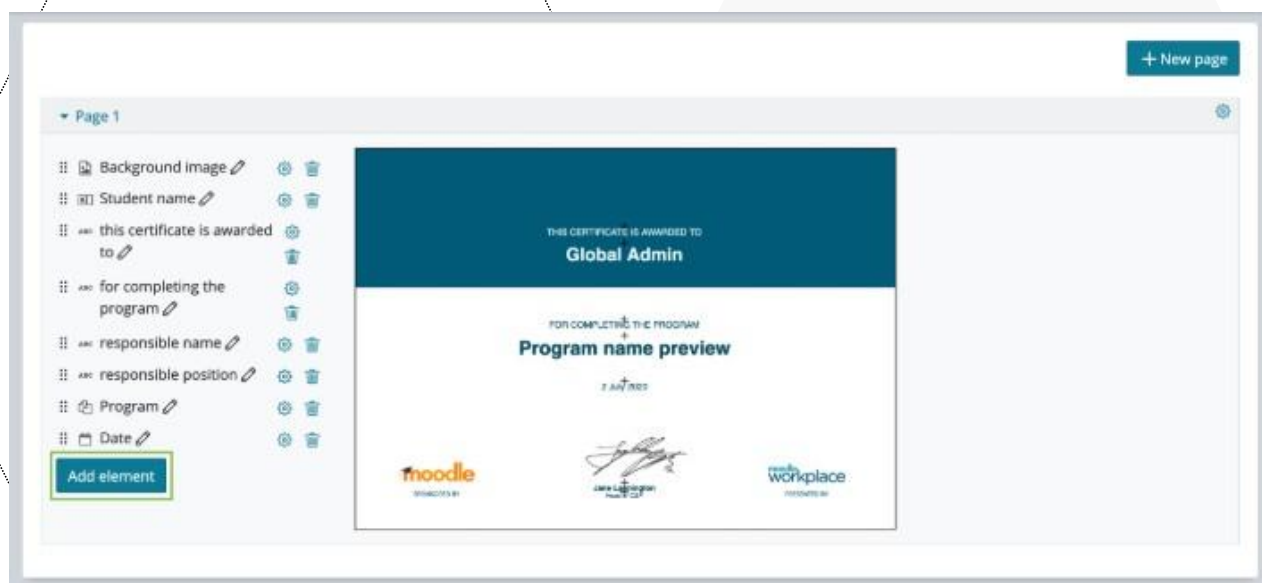 + New page
Page 1
Background image
Student name
this certificate is awarded
to
for completing the
program
responsible name
responsible position
Program
Date
Add element
THIS CERTIFICATE IS AWARDED TO
Global Admin
FOR COMPLETING THE PROGRAM
Program name preview
moodle
workplace
PRESENTED BY